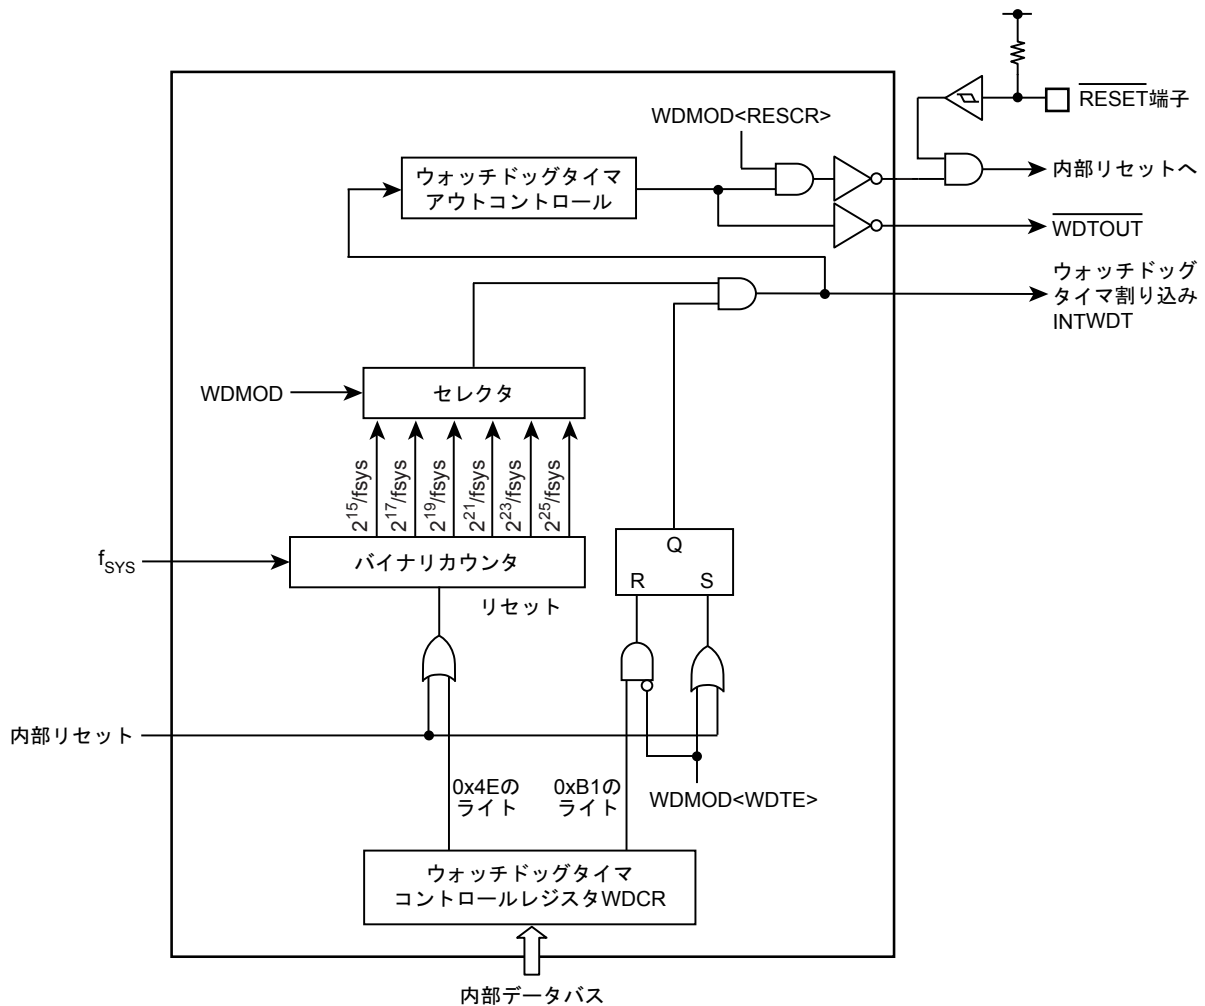 RESET端子
WDMOD<RESCR>
ウォッチドッグタイマ
アウトコントロール
内部リセットへ
WDTOUT
ウォッチドッグ
タイマ割り込み
INTWDT
WDMOD
セレクタ
2^15/fsys
2^17/fsys
2^19/fsys
2^21/fsys
2^23/fsys
2^25/fsys
fSYS
バイナリカウンタ
リセット
Q
R
S
内部リセット
0x4Eの
ライト
0xB1の
ライト
WDMOD<WDTE>
ウォッチドッグタイマ
コントロールレジスタWDCR
内部データバス